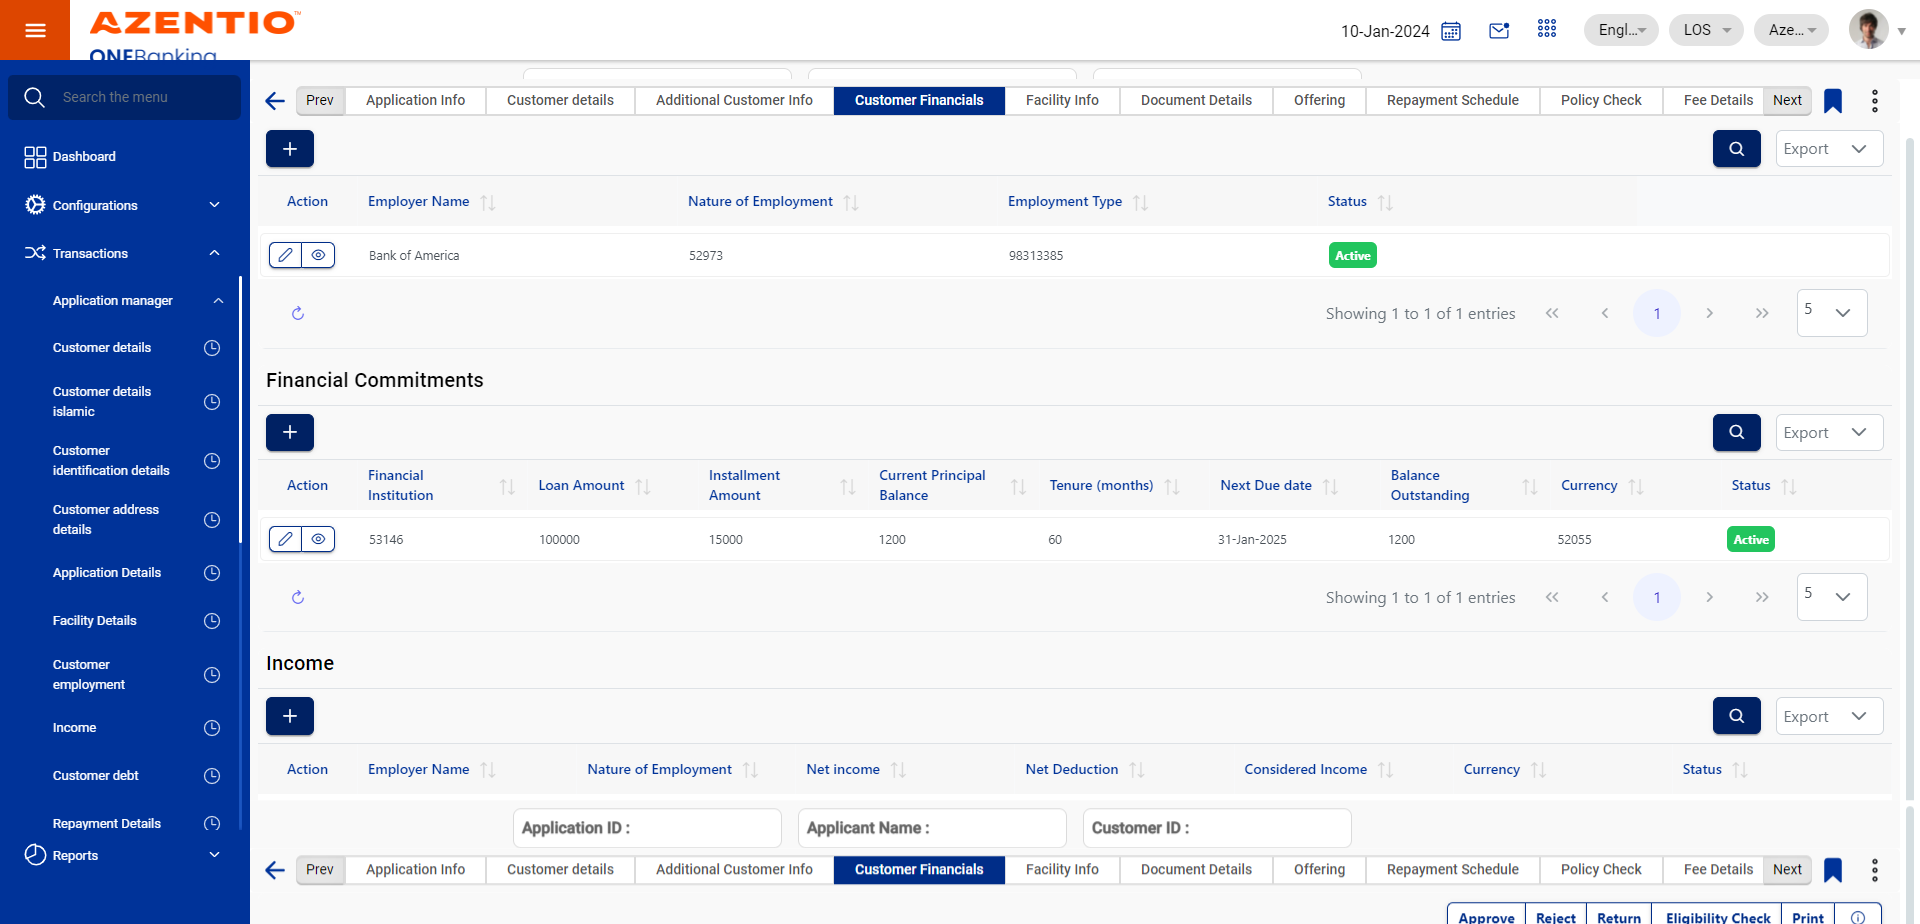 AZENTIO™
ONEBanking
10-Jan-2024
Engl...
LOS
Aze...
Search the menu
Dashboard
Configurations
Transactions
Application manager
Customer details
Customer details
islamic
Customer
identification details
Customer address
details
Application Details
Facility Details
Customer
employment
Income
Customer debt
Repayment Details
Reports
Prev
Application Info
Customer details
Additional Customer Info
Customer Financials
Facility Info
Document Details
Offering
Repayment Schedule
Policy Check
Fee Details
Next
+
Export
Action
Employer Name
Nature of Employment
Employment Type
Status
Bank of America
52973
98313385
Active
Showing 1 to 1 of 1 entries
1
5
Financial Commitments
+
Export
Action
Financial
Institution
Loan Amount
Installment
Amount
Current Principal
Balance
Tenure (months)
Next Due date
Balance
Outstanding
Currency
Status
53146
100000
15000
1200
60
31-Jan-2025
1200
52055
Active
Showing 1 to 1 of 1 entries
1
5
Income
+
Export
Action
Employer Name
Nature of Employment
Net income
Net Deduction
Considered Income
Currency
Status
Application ID :
Applicant Name :
Customer ID :
Prev
Application Info
Customer details
Additional Customer Info
Customer Financials
Facility Info
Document Details
Offering
Repayment Schedule
Policy Check
Fee Details
Next
Approve
Reject
Return
Eligibility Check
Print